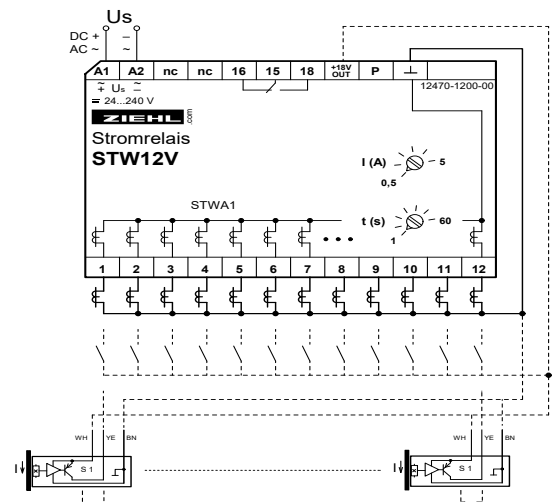 Us
DC + –
AC ~ ~
A1 A2 nc nc 16 15 18 +18V OUT P ⊥
~ ~
+ Us –
⎓ 24...240 V
12470-1200-00
ZIEHL .com
Stromrelais
STW12V
I (A) 5
0,5
STWA1
t (s) 60
1
• • •
1 2 3 4 5 6 7 8 9 10 11 12
WH YE BN WH YE BN
I S 1 I S 1